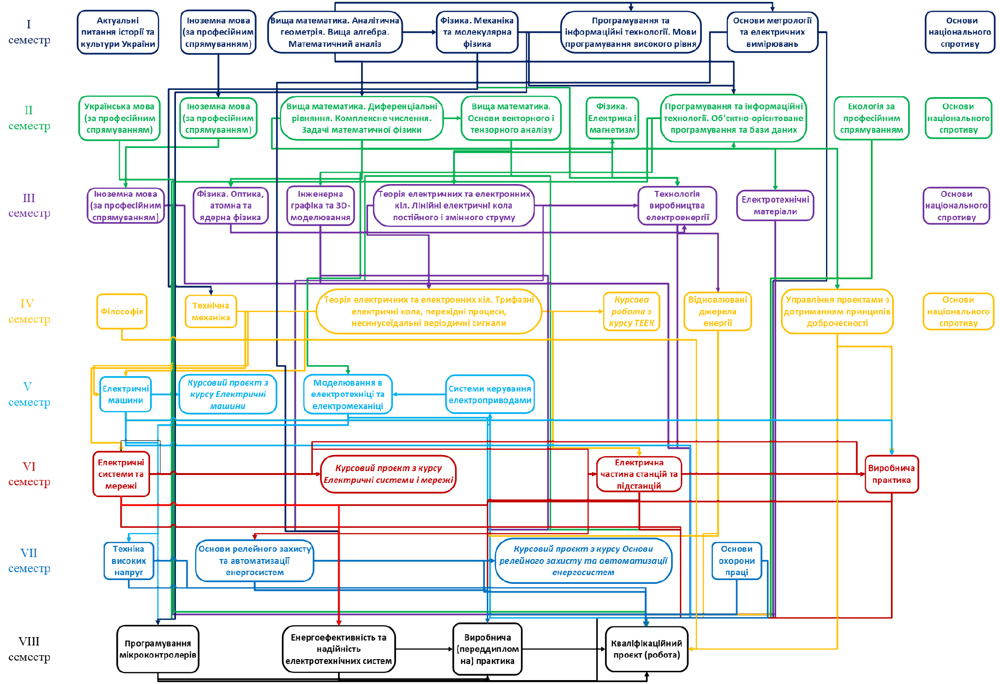 I
семестр
Актуальні
питання історії та
культури України
Іноземна мова
(за професійним
спрямуванням)
Вища математика. Аналітична
геометрія. Вища алгебра.
Математичний аналіз
Фізика. Механіка
та молекулярна
фізика
Програмування та
інформаційні технології. Мови
програмування високого рівня
Основи метрології
та електричних
вимірювань
Основи
національного
спротиву
II
семестр
Українська мова
(за професійним
спрямуванням)
Іноземна мова
(за професійним
спрямуванням)
Вища математика. Диференціальні
рівняння. Комплексне числення.
Задачі математичної фізики
Вища математика.
Основи векторного і
тензорного аналізу
Фізика.
Електрика і
магнетизм
Програмування та інформаційні
технології. Об'єктно-орієнтоване
програмування та бази даних
Екологія за
професійним
спрямуванням
Основи
національного
спротиву
III
семестр
Іноземна мова
(за професійним
спрямуванням)
Фізика. Оптика,
атомна та
ядерна фізика
Інженерна
графіка та 3D-
моделювання
Теорія електричних та електронних
кіл. Лінійні електричні кола
постійного і змінного струму
Технологія
виробництва
електроенергії
Електротехнічні
матеріали
Основи
національного
спротиву
IV
семестр
Філософія
Технічна
механіка
Теорія електричних та електронних кіл. Трифазні
електричні кола, перехідні процеси,
несинусоїдальні періодичні сигнали
Курсова
робота з
курсу ТЕЕК
Відновлювані
джерела
енергії
Управління проектами з
дотриманням принципів
доброчесності
Основи
національного
спротиву
V
семестр
Електричні
машини
Курсовий проєкт з
курсу Електричні
машини
Моделювання в
електротехніці та
електромеханіці
Системи керування
електроприводами
VI
семестр
Електричні
системи та
мережі
Курсовий проєкт з курсу
Електричні системи і мережі
Електрична
частина станцій та
підстанцій
Виробнича
практика
VII
семестр
Техніка
високих
напруг
Основи релейного захисту
та автоматизації
енергосистем
Курсовий проєкт з курсу Основи
релейного захисту та автоматизації
енергосистем
Основи
охорони
праці
VIII
семестр
Програмування
мікроконтролерів
Енергоефективність та
надійність
електротехнічних систем
Виробнича
(переддиплом
на) практика
Кваліфікаційний
проєкт (робота)